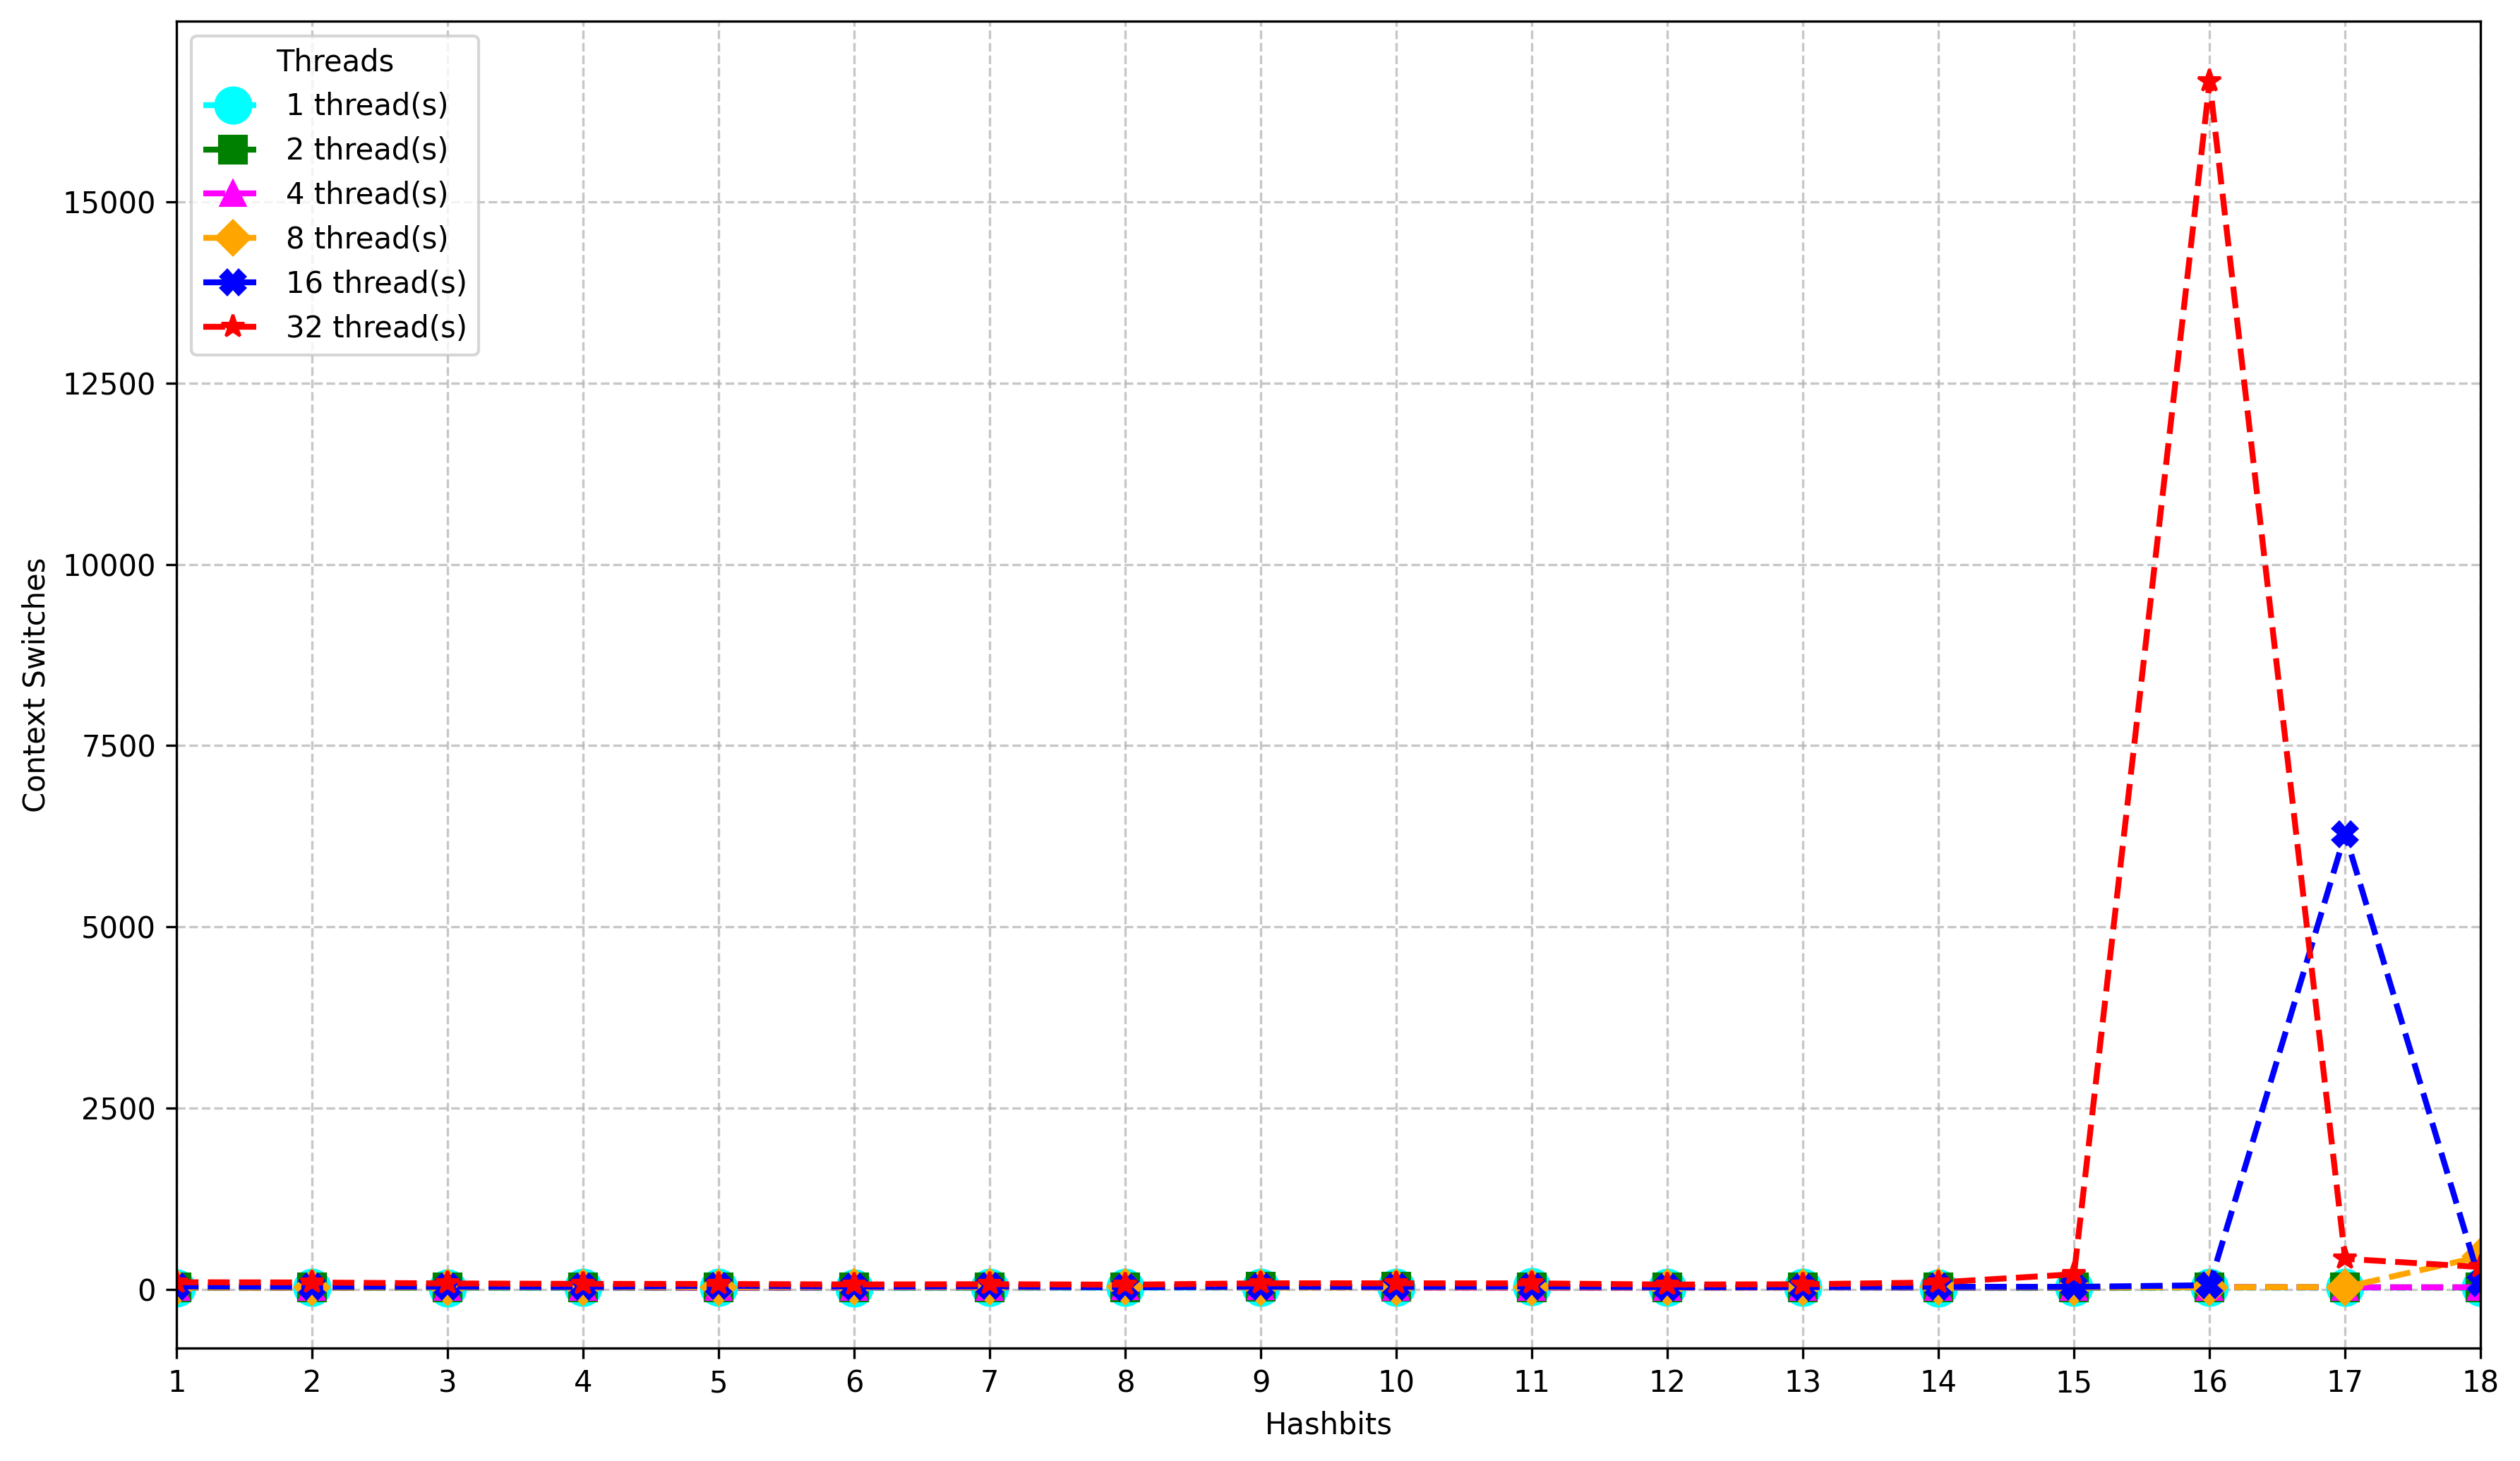 Threads
1 thread(s)
2 thread(s)
4 thread(s)
8 thread(s)
16 thread(s)
32 thread(s)
Context Switches
15000
12500
10000
7500
5000
2500
0
1 2 3 4 5 6 7 8 9 10 11 12 13 14 15 16 17 18
Hashbits